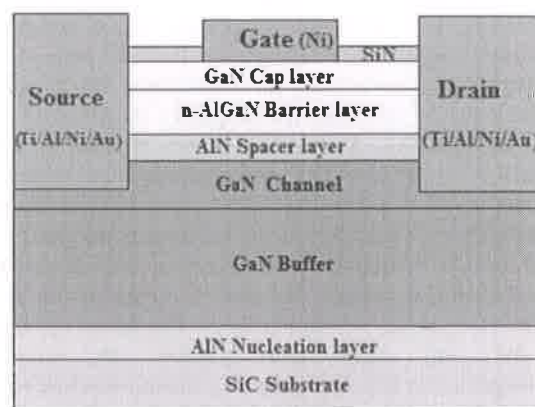 Gate (Ni)
SiN
GaN Cap layer
Source
Drain
n-AlGaN Barrier layer
(Ti/Al/Ni/Au)
(Ti/Al/Ni/Au)
AlN Spacer layer
GaN Channel
GaN Buffer
AlN Nucleation layer
SiC Substrate